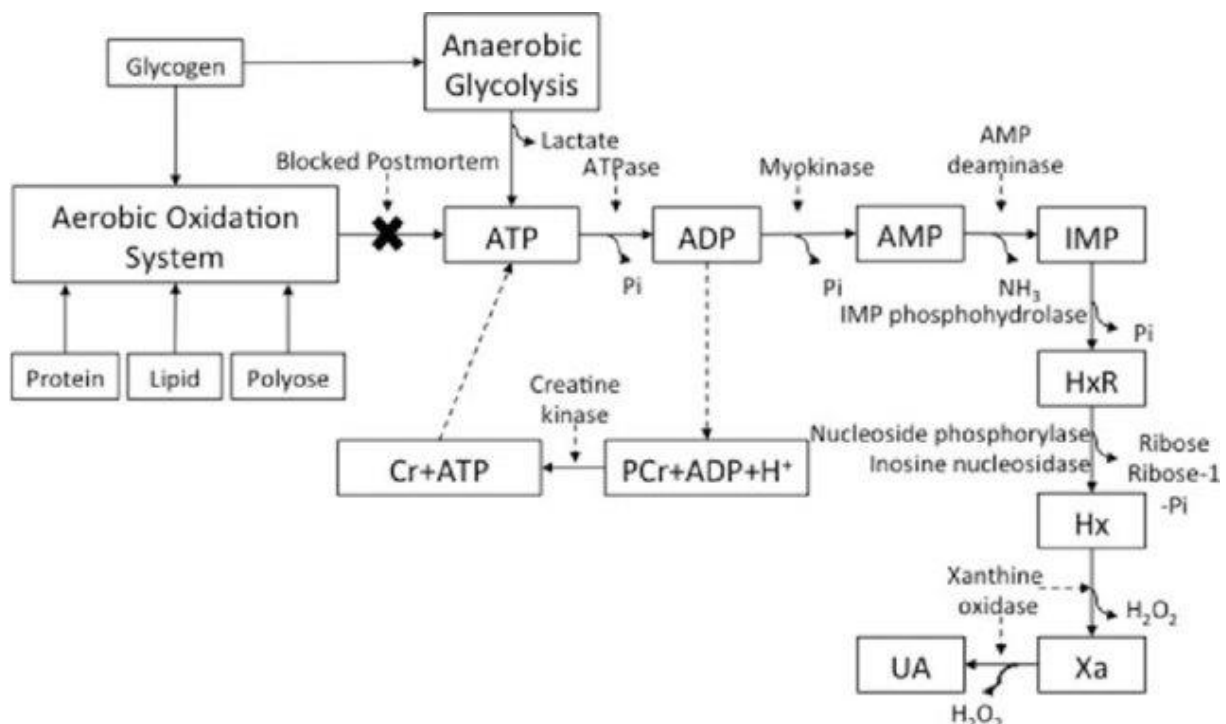 Glycogen
Anaerobic
Glycolysis
Lactate
Blocked Postmortem
ATPase
Myokinase
AMP
deaminase
Aerobic Oxidation
System
ATP
ADP
AMP
IMP
Pi
Pi
NH₃
IMP phosphohydrolase
Pi
Protein
Lipid
Polyose
HxR
Creatine
kinase
Cr+ATP
PCr+ADP+H⁺
Nucleoside phosphorylase
Inosine nucleosidase
Ribose
Ribose-1
-Pi
Hx
Xanthine
oxidase
H₂O₂
UA
Xa
H₂O₂